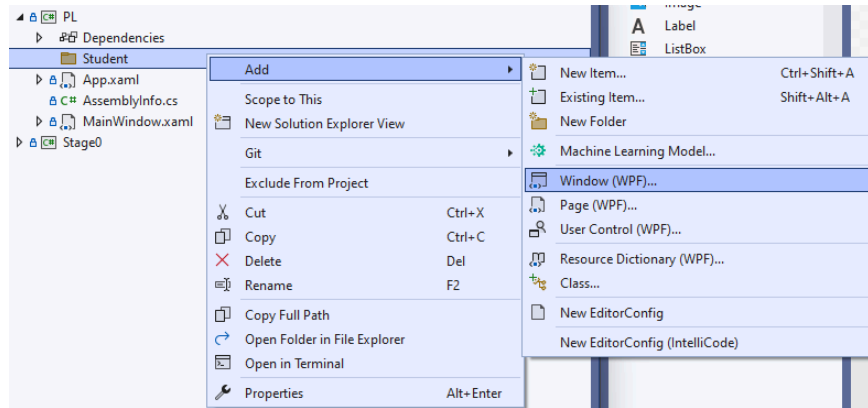 Image
C# PL
Label
Dependencies
ListBox
Student
App.xaml
C# AssemblyInfo.cs
MainWindow.xaml
C# Stage0
Add
Scope to This
New Solution Explorer View
Git
Exclude From Project
Cut Ctrl+X
Copy Ctrl+C
Delete Del
Rename F2
Copy Full Path
Open Folder in File Explorer
Open in Terminal
Properties Alt+Enter
New Item... Ctrl+Shift+A
Existing Item... Shift+Alt+A
New Folder
Machine Learning Model...
Window (WPF)...
Page (WPF)...
User Control (WPF)...
Resource Dictionary (WPF)...
Class...
New EditorConfig
New EditorConfig (IntelliCode)